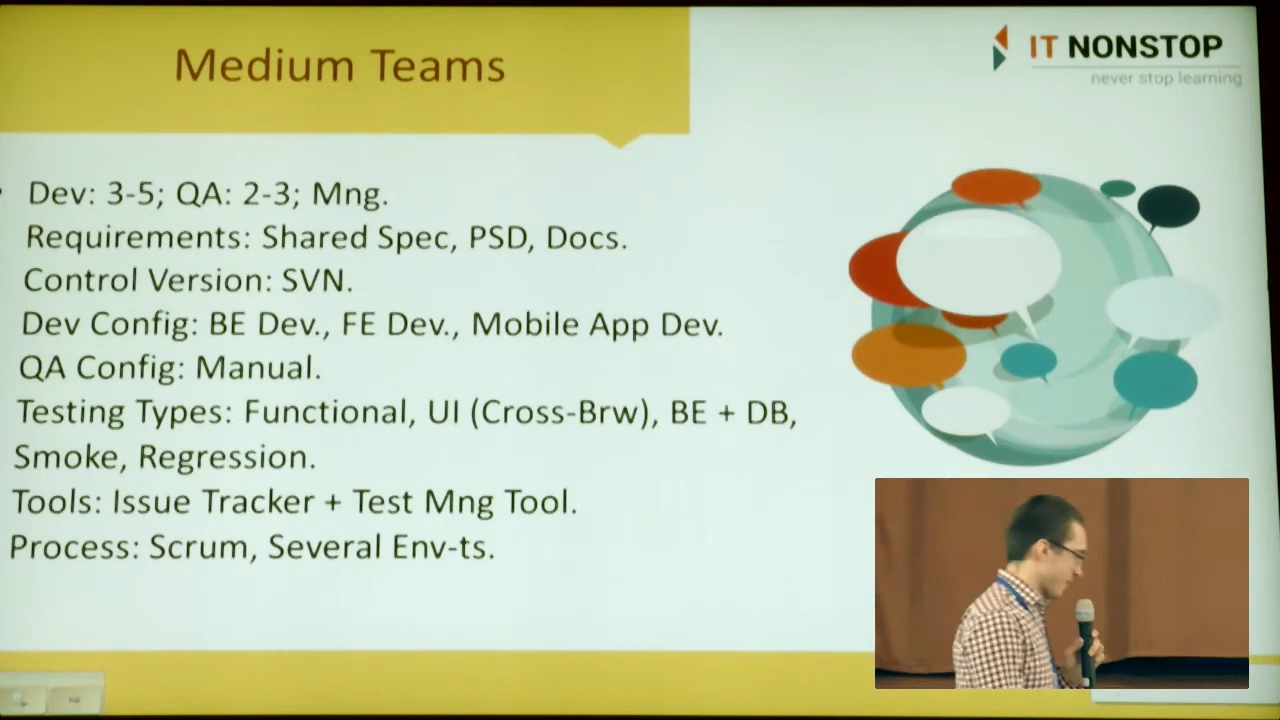 Medium Teams
IT NONSTOP
never stop learning
Dev: 3-5; QA: 2-3; Mng.
Requirements: Shared Spec, PSD, Docs.
Control Version: SVN.
Dev Config: BE Dev., FE Dev., Mobile App Dev.
QA Config: Manual.
Testing Types: Functional, UI (Cross-Brw), BE + DB,
Smoke, Regression.
Tools: Issue Tracker + Test Mng Tool.
Process: Scrum, Several Env-ts.